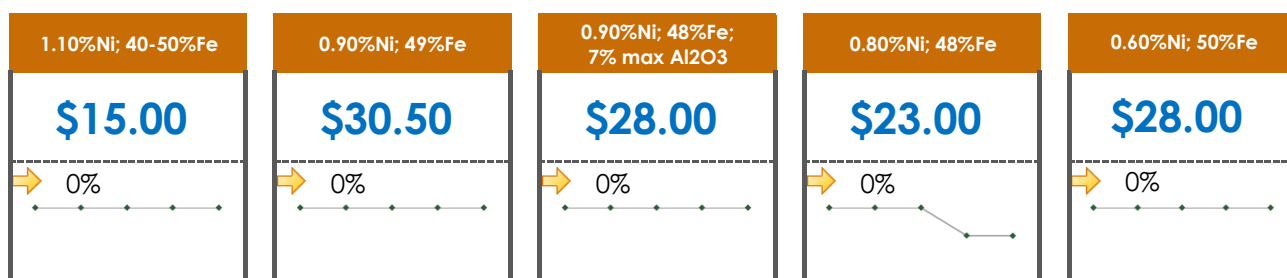 1.10%Ni; 40-50%Fe
$15.00
0%
0.90%Ni; 49%Fe
$30.50
0%
0.90%Ni; 48%Fe;
7% max Al2O3
$28.00
0%
0.80%Ni; 48%Fe
$23.00
0%
0.60%Ni; 50%Fe
$28.00
0%